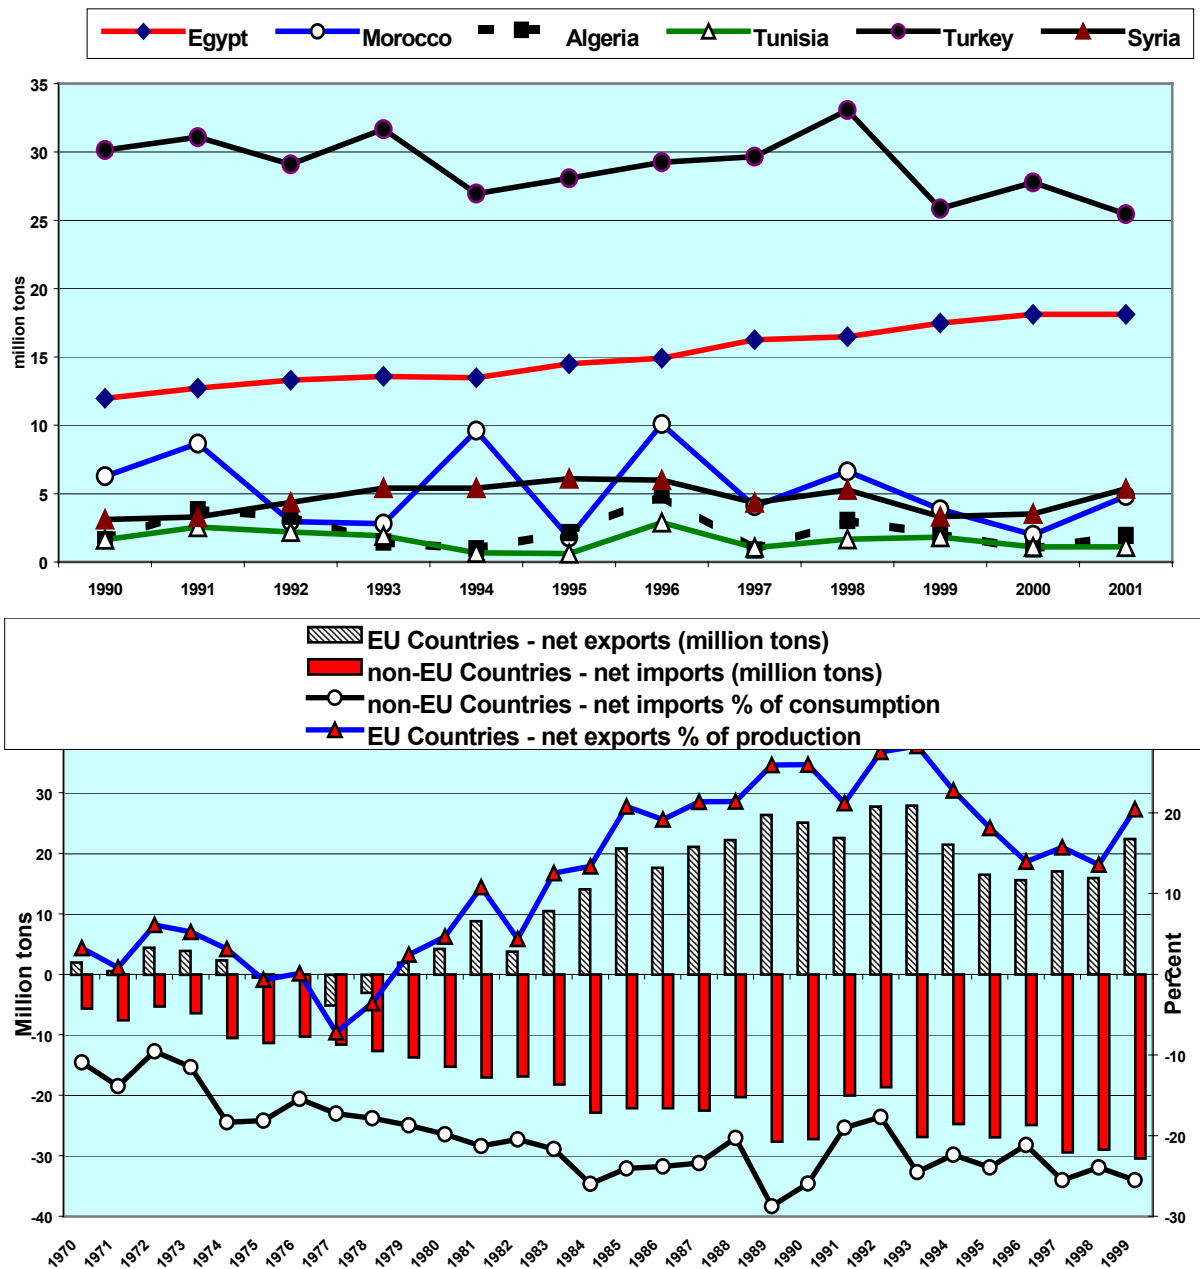 Egypt Morocco Algeria Tunisia Turkey Syria
35
30
25
20
15
10
5
0
million tons
1990 1991 1992 1993 1994 1995 1996 1997 1998 1999 2000 2001
EU Countries - net exports (million tons)
non-EU Countries - net imports (million tons)
non-EU Countries - net imports % of consumption
EU Countries - net exports % of production
30
20
10
0
-10
-20
-30
-40
Million tons
20
10
0
-10
-20
-30
Percent
1970 1971 1972 1973 1974 1975 1976 1977 1978 1979 1980 1981 1982 1983 1984 1985 1986 1987 1988 1989 1990 1991 1992 1993 1994 1995 1996 1997 1998 1999